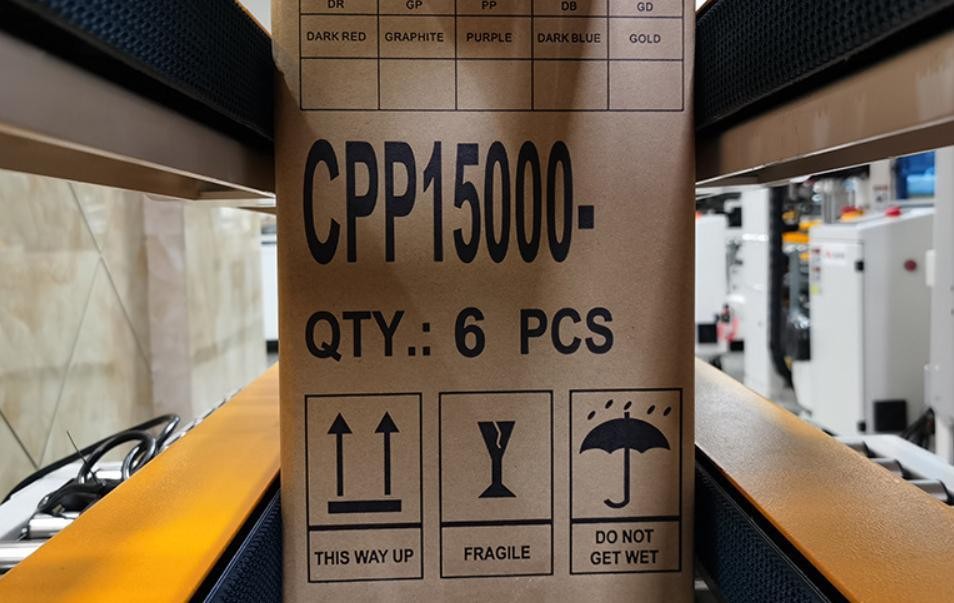 DR GP PP DB GD
DARK RED GRAPHITE PURPLE DARK BLUE GOLD
CPP15000-
QTY.: 6 PCS
THIS WAY UP FRAGILE DO NOT
GET WET